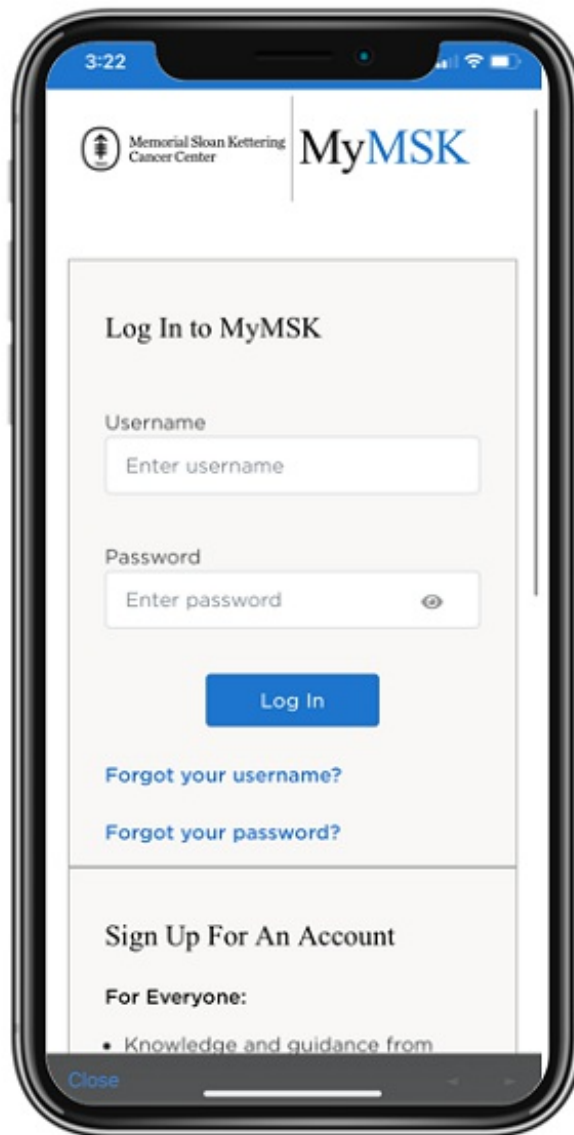 3:22
Memorial Sloan Kettering
Cancer Center
MyMSK
Log In to MyMSK
Username
Enter username
Password
Enter password
Log In
Forgot your username?
Forgot your password?
Sign Up For An Account
For Everyone:
• Knowledge and guidance from
Close